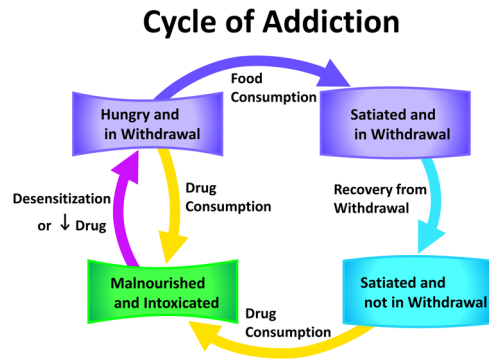 Cycle of Addiction
Food
Consumption
Hungry and
in Withdrawal
Satiated and
in Withdrawal
Desensitization
or ↓ Drug
Drug
Consumption
Recovery from
Withdrawal
Malnourished
and Intoxicated
Satiated and
not in Withdrawal
Drug
Consumption